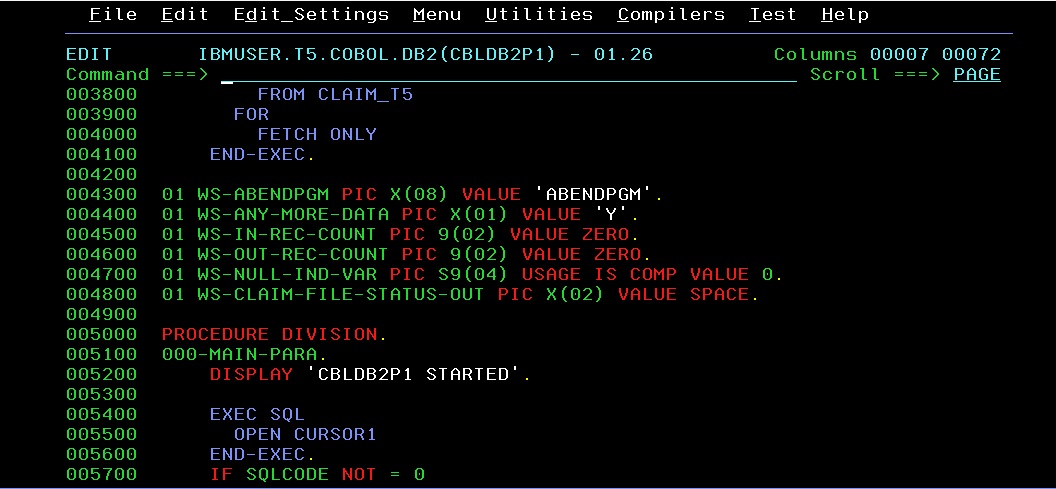 File Edit Edit_Settings Menu Utilities Compilers Test Help
EDIT IBMUSER.T5.COBOL.DB2(CBLDB2P1) - 01.26 Columns 00007 00072
Command ===> Scroll ===> PAGE
003800 FROM CLAIM_T5
003900 FOR
004000 FETCH ONLY
004100 END-EXEC.
004200
004300 01 WS-ABENDPGM PIC X(08) VALUE 'ABENDPGM'.
004400 01 WS-ANY-MORE-DATA PIC X(01) VALUE 'Y'.
004500 01 WS-IN-REC-COUNT PIC 9(02) VALUE ZERO.
004600 01 WS-OUT-REC-COUNT PIC 9(02) VALUE ZERO.
004700 01 WS-NULL-IND-VAR PIC S9(04) USAGE IS COMP VALUE 0.
004800 01 WS-CLAIM-FILE-STATUS-OUT PIC X(02) VALUE SPACE.
004900
005000 PROCEDURE DIVISION.
005100 000-MAIN-PARA.
005200 DISPLAY 'CBLDB2P1 STARTED'.
005300
005400 EXEC SQL
005500 OPEN CURSOR1
005600 END-EXEC.
005700 IF SQLCODE NOT = 0